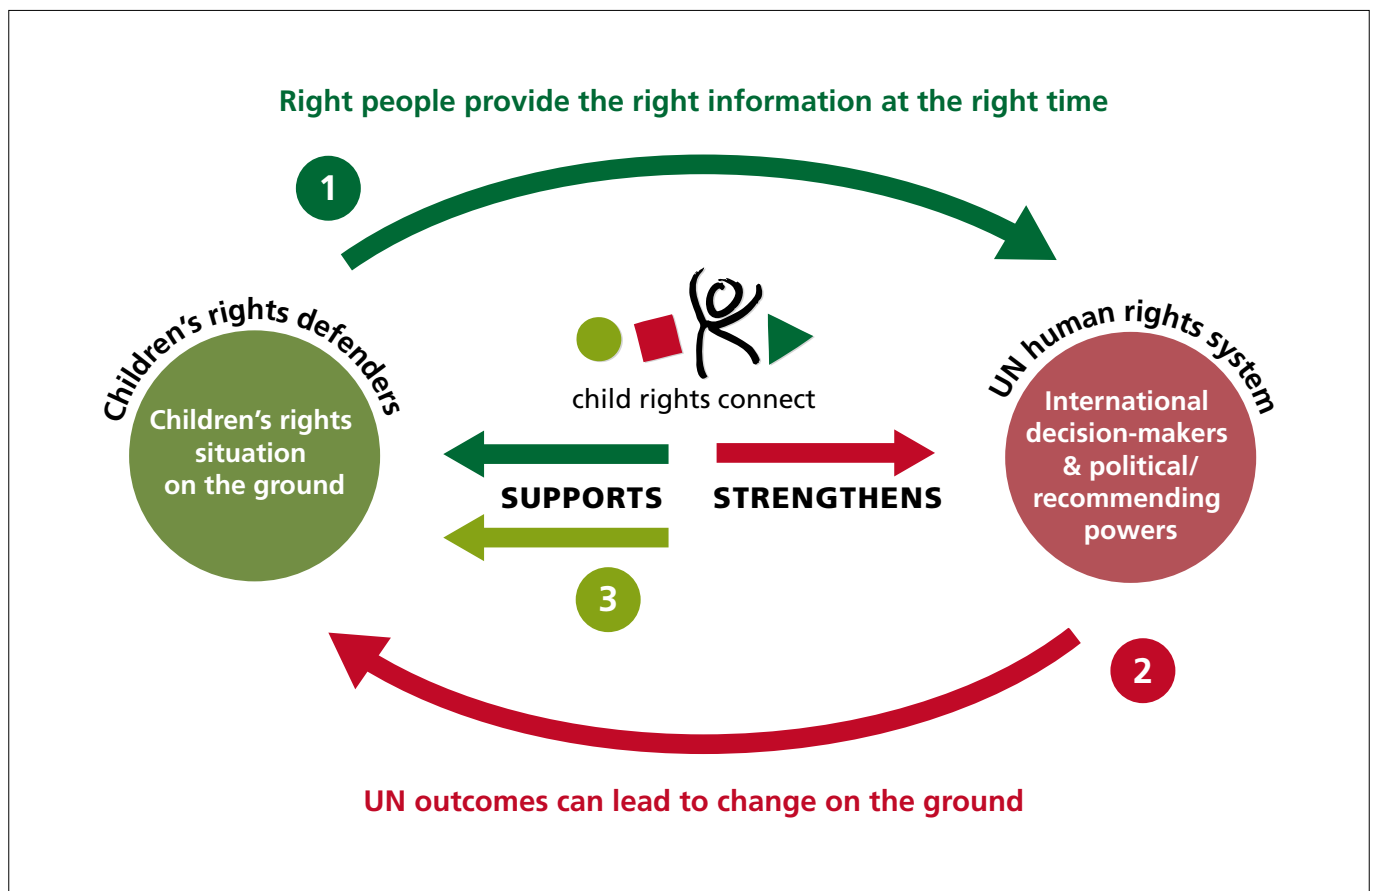 Right people provide the right information at the right time
1
Children's rights defenders
Children's rights
situation
on the ground
child rights connect
SUPPORTS
STRENGTHENS
3
UN human rights system
International
decision-makers
& political/
recommending
powers
2
UN outcomes can lead to change on the ground